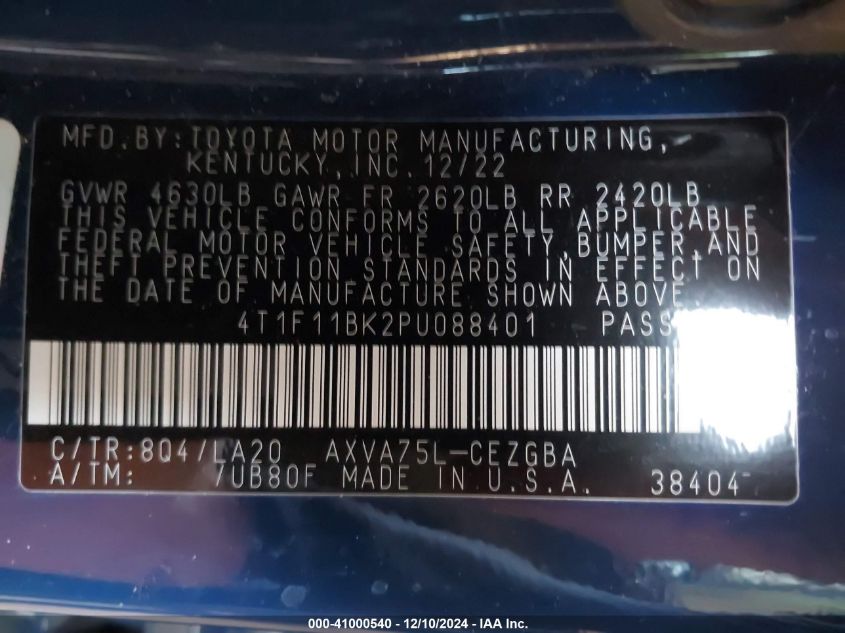 MFD.BY:TOYOTA MOTOR MANUFACTURING,
KENTUCKY,INC. 12/22
GVWR 4630LB GAWR FR 2620LB RR 2420LB
THIS VEHICLE CONFORMS TO ALL APPLICABLE
FEDERAL MOTOR VEHICLE SAFETY,BUMPER,AND
THEFT PREVENTION STANDARDS IN EFFECT ON
THE DATE OF MANUFACTURE SHOWN ABOVE.
4T1F11BK2PU088401 PASS
C/TR:8Q4/LA20 AXVA75L-CEZGBA
A/TM: 7UB80F MADE IN U.S.A. 38404
000-41000540 - 12/10/2024 - IAA Inc.